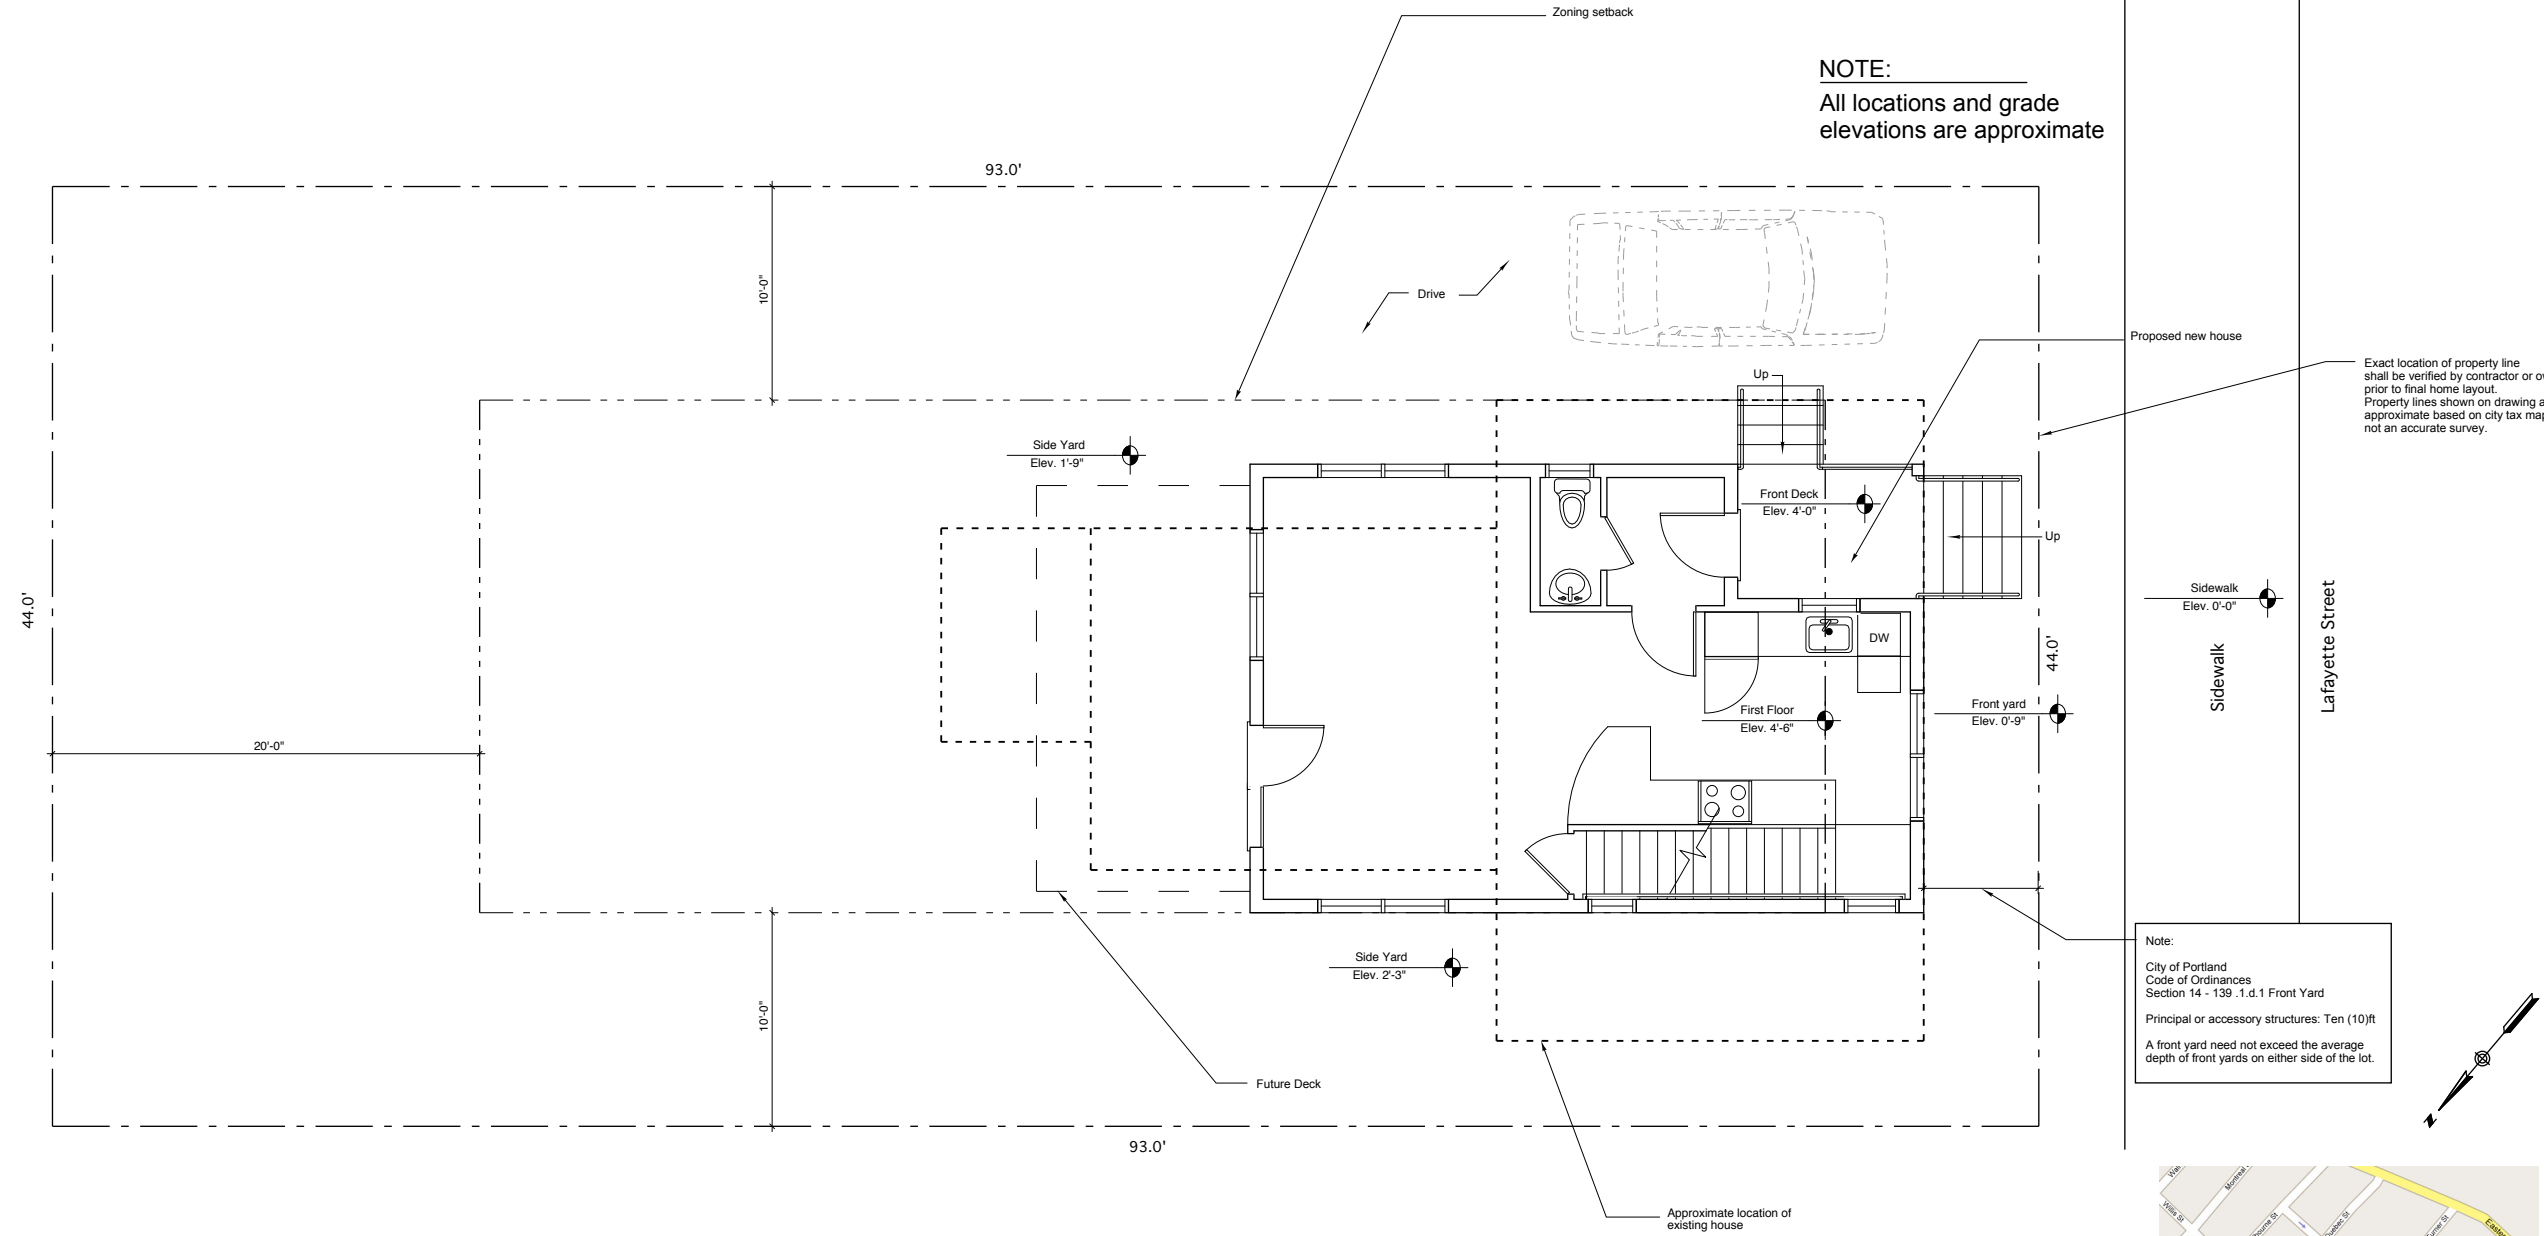 Zoning setback
NOTE:
All locations and grade
elevations are approximate
93.0'
10'-0"
Drive
Proposed new house
Exact location of property line
shall be verified by contractor or
prior to final home layout.
Property lines shown on drawing
approximate based on city tax
not an accurate survey.
Up
Side Yard
Elev. 1'-9"
Front Deck
Elev. 4'-0"
Up
Sidewalk
Elev. 0'-0"
44.0'
DW
44.0'
Sidewalk
Lafayette Street
First Floor
Elev. 4'-6"
Front yard
Elev. 0'-9"
20'-0"
Side Yard
Elev. 2'-3"
10'-0"
Note:
City of Portland
Code of Ordinances
Section 14 - 139 .1.d.1 Front Yard
Principal or accessory structures: Ten (10)ft
A front yard need not exceed the average
depth of front yards on either side of the lot.
Future Deck
N
93.0'
Approximate location of
existing house
Willis St
Quebec St